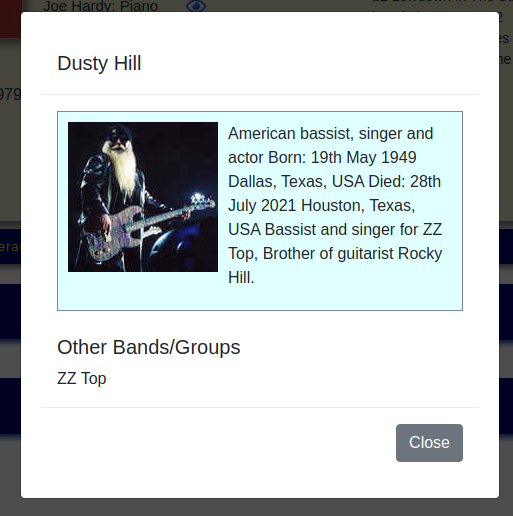 Joe Hardy: Piano
Dusty Hill
979
American bassist, singer and
actor Born: 19th May 1949
Dallas, Texas, USA Died: 28th
July 2021 Houston, Texas,
USA Bassist and singer for ZZ
Top, Brother of guitarist Rocky
Hill.
Other Bands/Groups
ZZ Top
Close